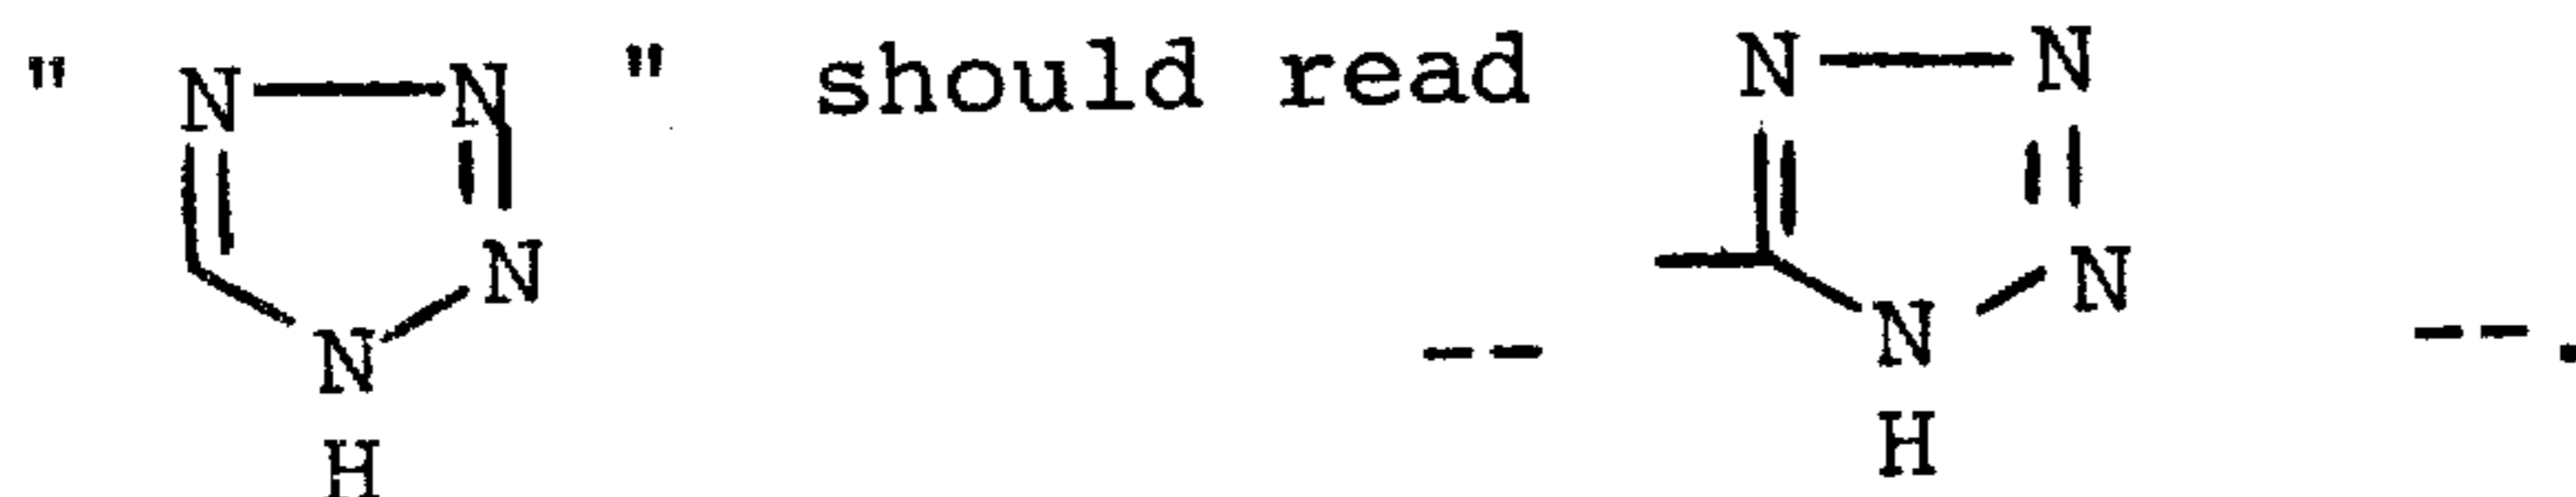 " N N " should read N N
N N
-- N --.
N H
H